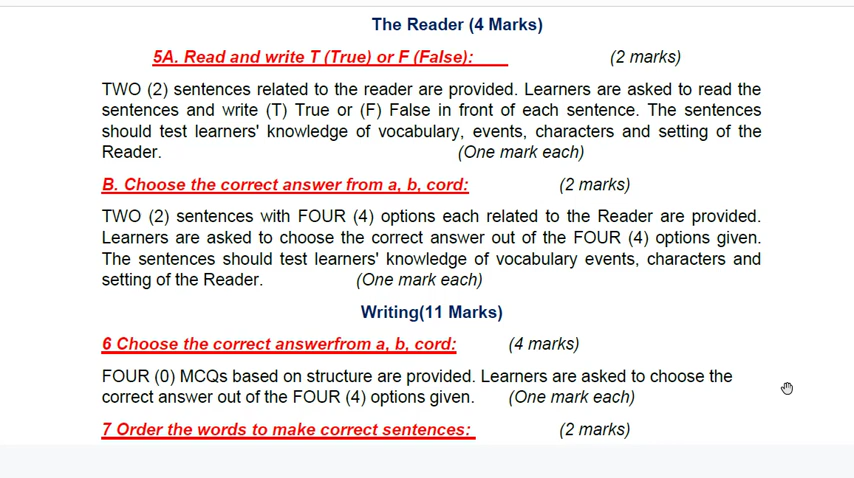 The Reader (4 Marks)
5A. Read and write T (True) or F (False): (2 marks)
TWO (2) sentences related to the reader are provided. Learners are asked to read the
sentences and write (T) True or (F) False in front of each sentence. The sentences
should test learners' knowledge of vocabulary, events, characters and setting of the
Reader. (One mark each)
B. Choose the correct answer from a, b, cord: (2 marks)
TWO (2) sentences with FOUR (4) options each related to the Reader are provided.
Learners are asked to choose the correct answer out of the FOUR (4) options given.
The sentences should test learners' knowledge of vocabulary events, characters and
setting of the Reader. (One mark each)
Writing(11 Marks)
6 Choose the correct answerfrom a, b, cord: (4 marks)
FOUR (0) MCQs based on structure are provided. Learners are asked to choose the
correct answer out of the FOUR (4) options given. (One mark each)
7 Order the words to make correct sentences: (2 marks)